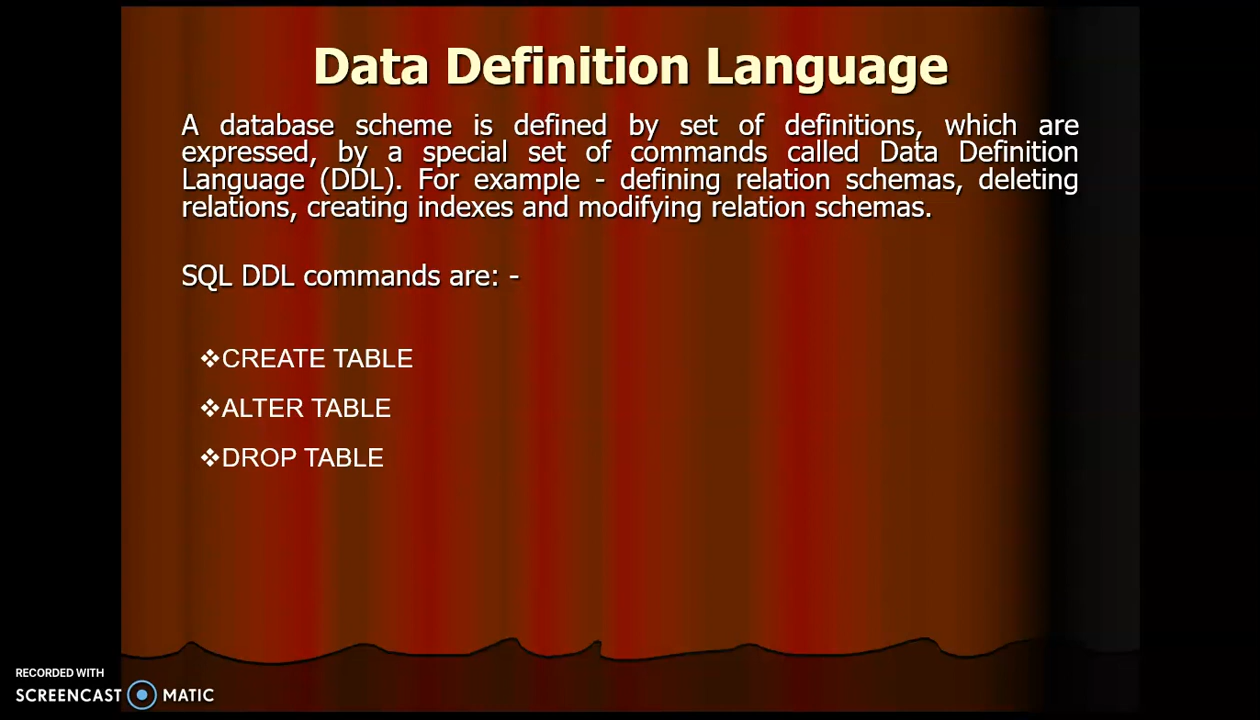 Data Definition Language
A database scheme is defined by set of definitions, which are
expressed, by a special set of commands called Data Definition
Language (DDL). For example - defining relation schemas, deleting
relations, creating indexes and modifying relation schemas.
SQL DDL commands are: -
❖CREATE TABLE
❖ALTER TABLE
❖DROP TABLE
RECORDED WITH
SCREENCAST MATIC